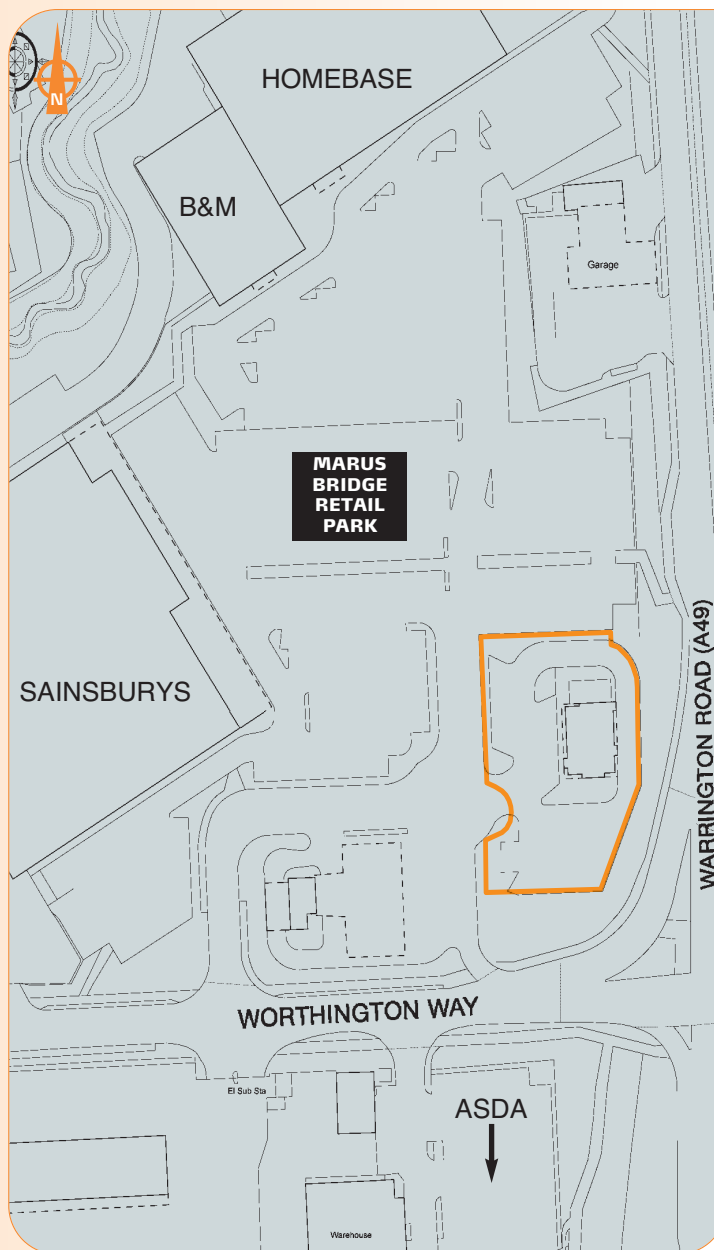 HOMEBASE
N
B&M
Garage
MARUS
BRIDGE
RETAIL
PARK
SAINSBURYS
WARRINGTON ROAD (A49)
WORTHINGTON WAY
El Sub Sta
ASDA
Warehouse